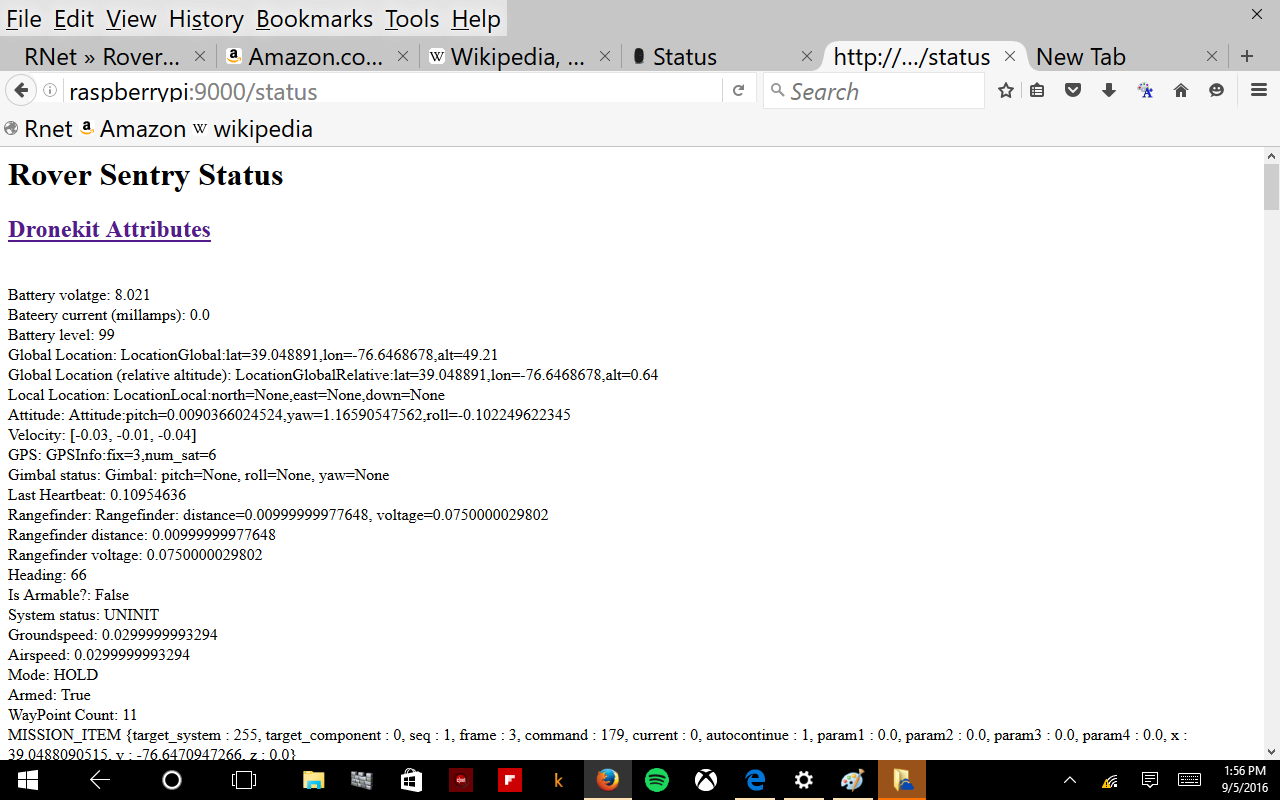 File Edit View History Bookmarks Tools Help
RNet » Rover... Amazon.co... Wikipedia, ... Status http://.../status New Tab
raspberrypi:9000/status Search
Rnet Amazon wikipedia
Rover Sentry Status
Dronekit Attributes
Battery volatge: 8.021
Bateery current (millamps): 0.0
Battery level: 99
Global Location: LocationGlobal:lat=39.048891,lon=-76.6468678,alt=49.21
Global Location (relative altitude): LocationGlobalRelative:lat=39.048891,lon=-76.6468678,alt=0.64
Local Location: LocationLocal:north=None,east=None,down=None
Attitude: Attitude:pitch=0.0090366024524,yaw=1.16590547562,roll=-0.102249622345
Velocity: [-0.03, -0.01, -0.04]
GPS: GPSInfo:fix=3,num_sat=6
Gimbal status: Gimbal: pitch=None, roll=None, yaw=None
Last Heartbeat: 0.10954636
Rangefinder: Rangefinder: distance=0.00999999977648, voltage=0.0750000029802
Rangefinder distance: 0.00999999977648
Rangefinder voltage: 0.0750000029802
Heading: 66
Is Armable?: False
System status: UNINIT
Groundspeed: 0.0299999993294
Airspeed: 0.0299999993294
Mode: HOLD
Armed: True
WayPoint Count: 11
MISSION_ITEM {target_system : 255, target_component : 0, seq : 1, frame : 3, command : 179, current : 0, autocontinue : 1, param1 : 0.0, param2 : 0.0, param3 : 0.0, param4 : 0.0, x :
39.0488090515, y : -76.6470947266, z : 0.0}
1:56 PM
9/5/2016